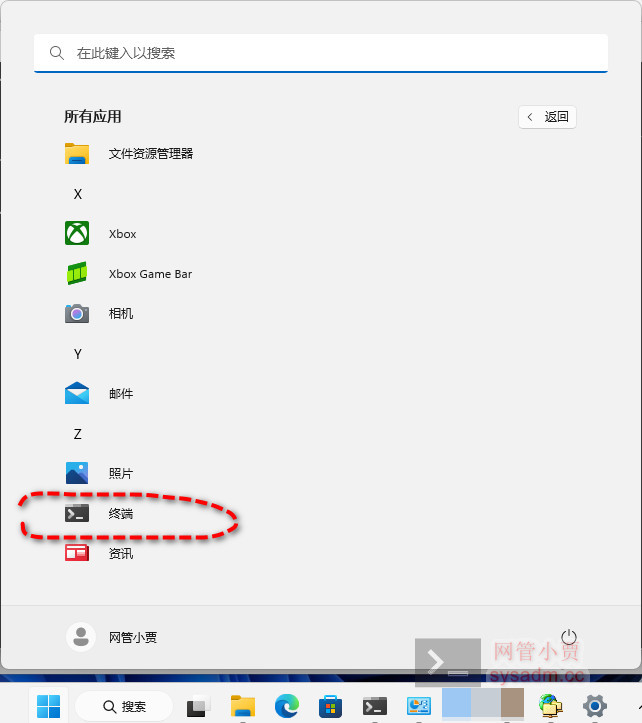 在此键入以搜索
所有应用
返回
文件资源管理器
X
Xbox
Xbox Game Bar
相机
Y
邮件
Z
照片
终端
资讯
网管小贾
网管小贾
sysadm.cc
搜索